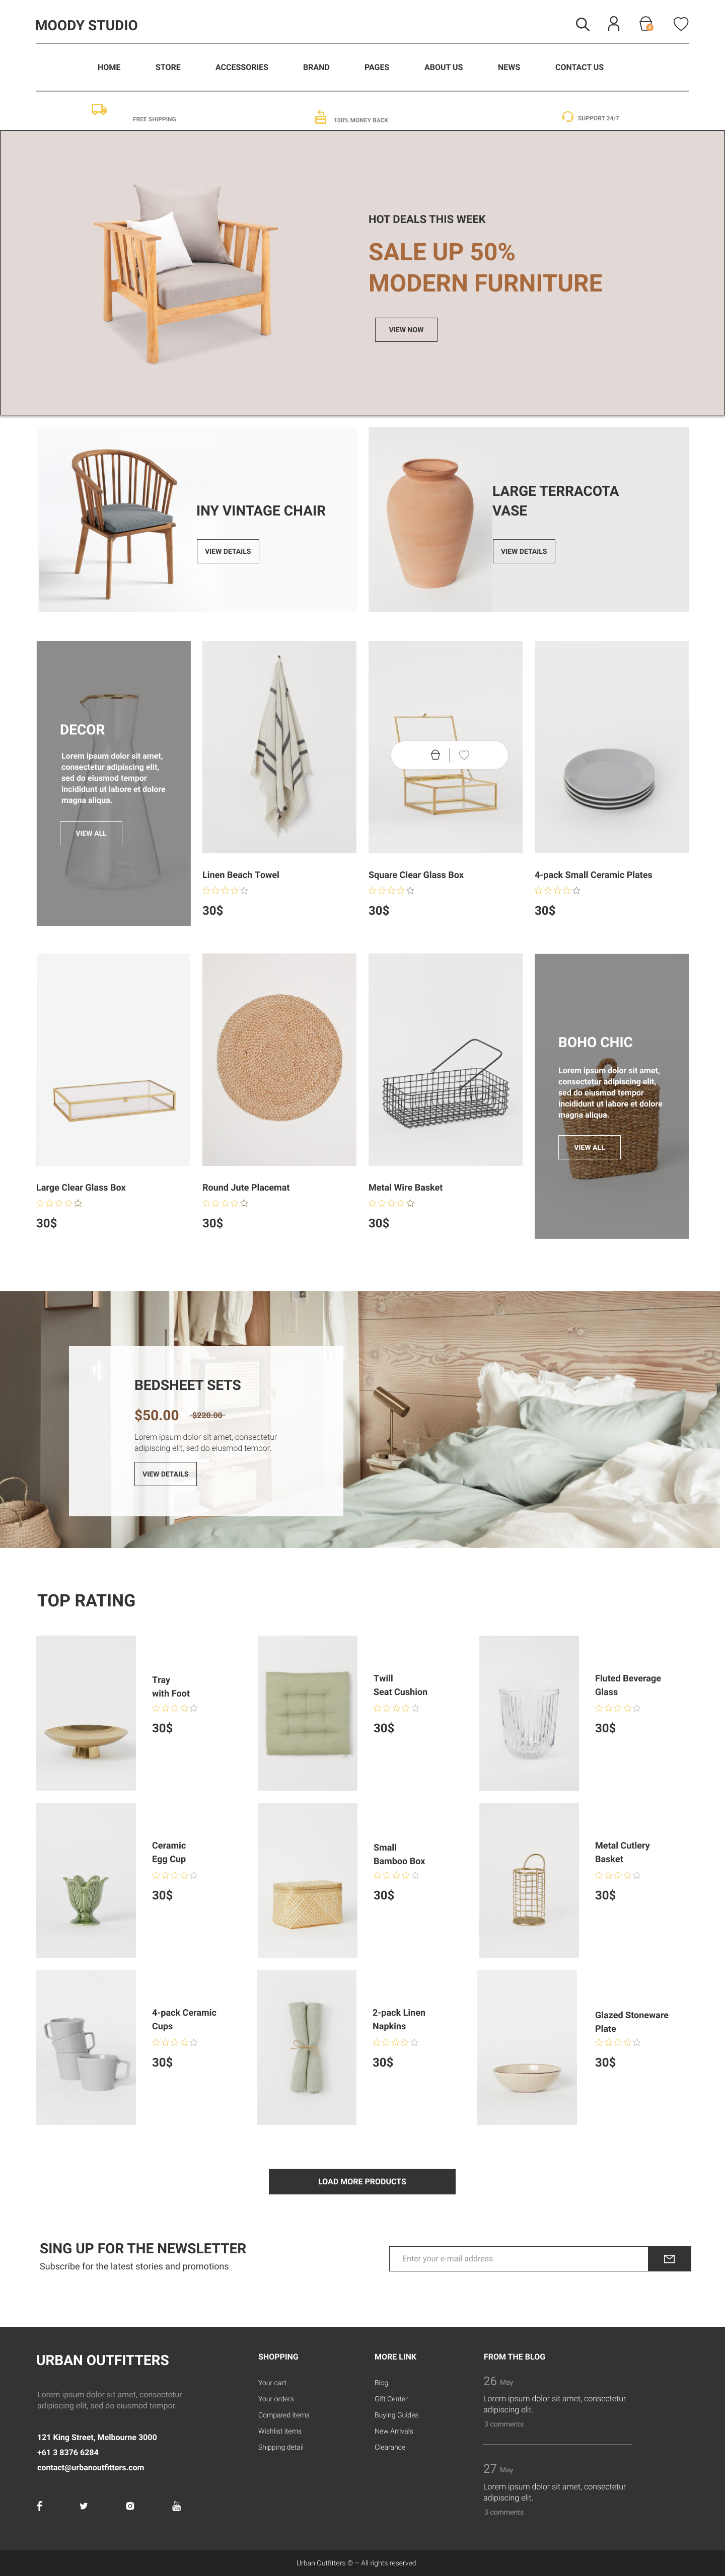 MOODY STUDIO
HOME STORE ACCESSORIES BRAND PAGES ABOUT US NEWS CONTACT US
FREE SHIPPING
100% MONEY BACK
SUPPORT 24/7
HOT DEALS THIS WEEK
SALE UP 50%
MODERN FURNITURE
VIEW NOW
INY VINTAGE CHAIR
VIEW DETAILS
LARGE TERRACOTA
VASE
VIEW DETAILS
DECOR
Lorem ipsum dolor sit amet,
consectetur adipiscing elit,
sed do eiusmod tempor
incididunt ut labore et dolore
magna aliqua.
VIEW ALL
Linen Beach Towel
30$
Square Clear Glass Box
30$
4-pack Small Ceramic Plates
30$
Large Clear Glass Box
30$
Round Jute Placemat
30$
Metal Wire Basket
30$
BOHO CHIC
Lorem ipsum dolor sit amet,
consectetur adipiscing elit,
sed do eiusmod tempor
incididunt ut labore et dolore
magna aliqua.
VIEW ALL
BEDSHEET SETS
$50.00 $220.00
Lorem ipsum dolor sit amet, consectetur
adipiscing elit, sed do eiusmod tempor.
VIEW DETAILS
TOP RATING
Tray
with Foot
30$
Twill
Seat Cushion
30$
Fluted Beverage
Glass
30$
Ceramic
Egg Cup
30$
Small
Bamboo Box
30$
Metal Cutlery
Basket
30$
4-pack Ceramic
Cups
30$
2-pack Linen
Napkins
30$
Glazed Stoneware
Plate
30$
LOAD MORE PRODUCTS
SING UP FOR THE NEWSLETTER
Subscribe for the latest stories and promotions
Enter your e-mail address
URBAN OUTFITTERS
Lorem ipsum dolor sit amet, consectetur
adipiscing elit, sed do eiusmod tempor.
121 King Street, Melbourne 3000
+61 3 8376 6284
contact@urbanoutfitters.com
SHOPPING
Your cart
Your orders
Compared items
Wishlist items
Shipping detail
MORE LINK
Blog
Gift Center
Buying Guides
New Arrivals
Clearance
FROM THE BLOG
26 May
Lorem ipsum dolor sit amet, consectetur
adipiscing elit.
3 comments
27 May
Lorem ipsum dolor sit amet, consectetur
adipiscing elit.
3 comments
Urban Outfitters © – All rights reserved